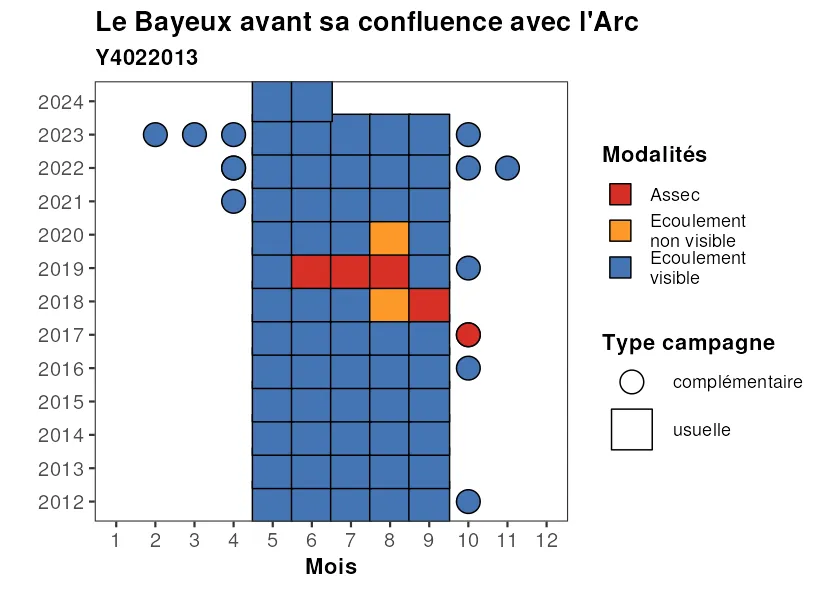 Le Bayeux avant sa confluence avec l'Arc
Y4022013
2024
2023
2022
2021
2020
2019
2018
2017
2016
2015
2014
2013
2012
1 2 3 4 5 6 7 8 9 10 11 12
Mois
Modalités
Assec
Ecoulement
non visible
Ecoulement
visible
Type campagne
complémentaire
usuelle